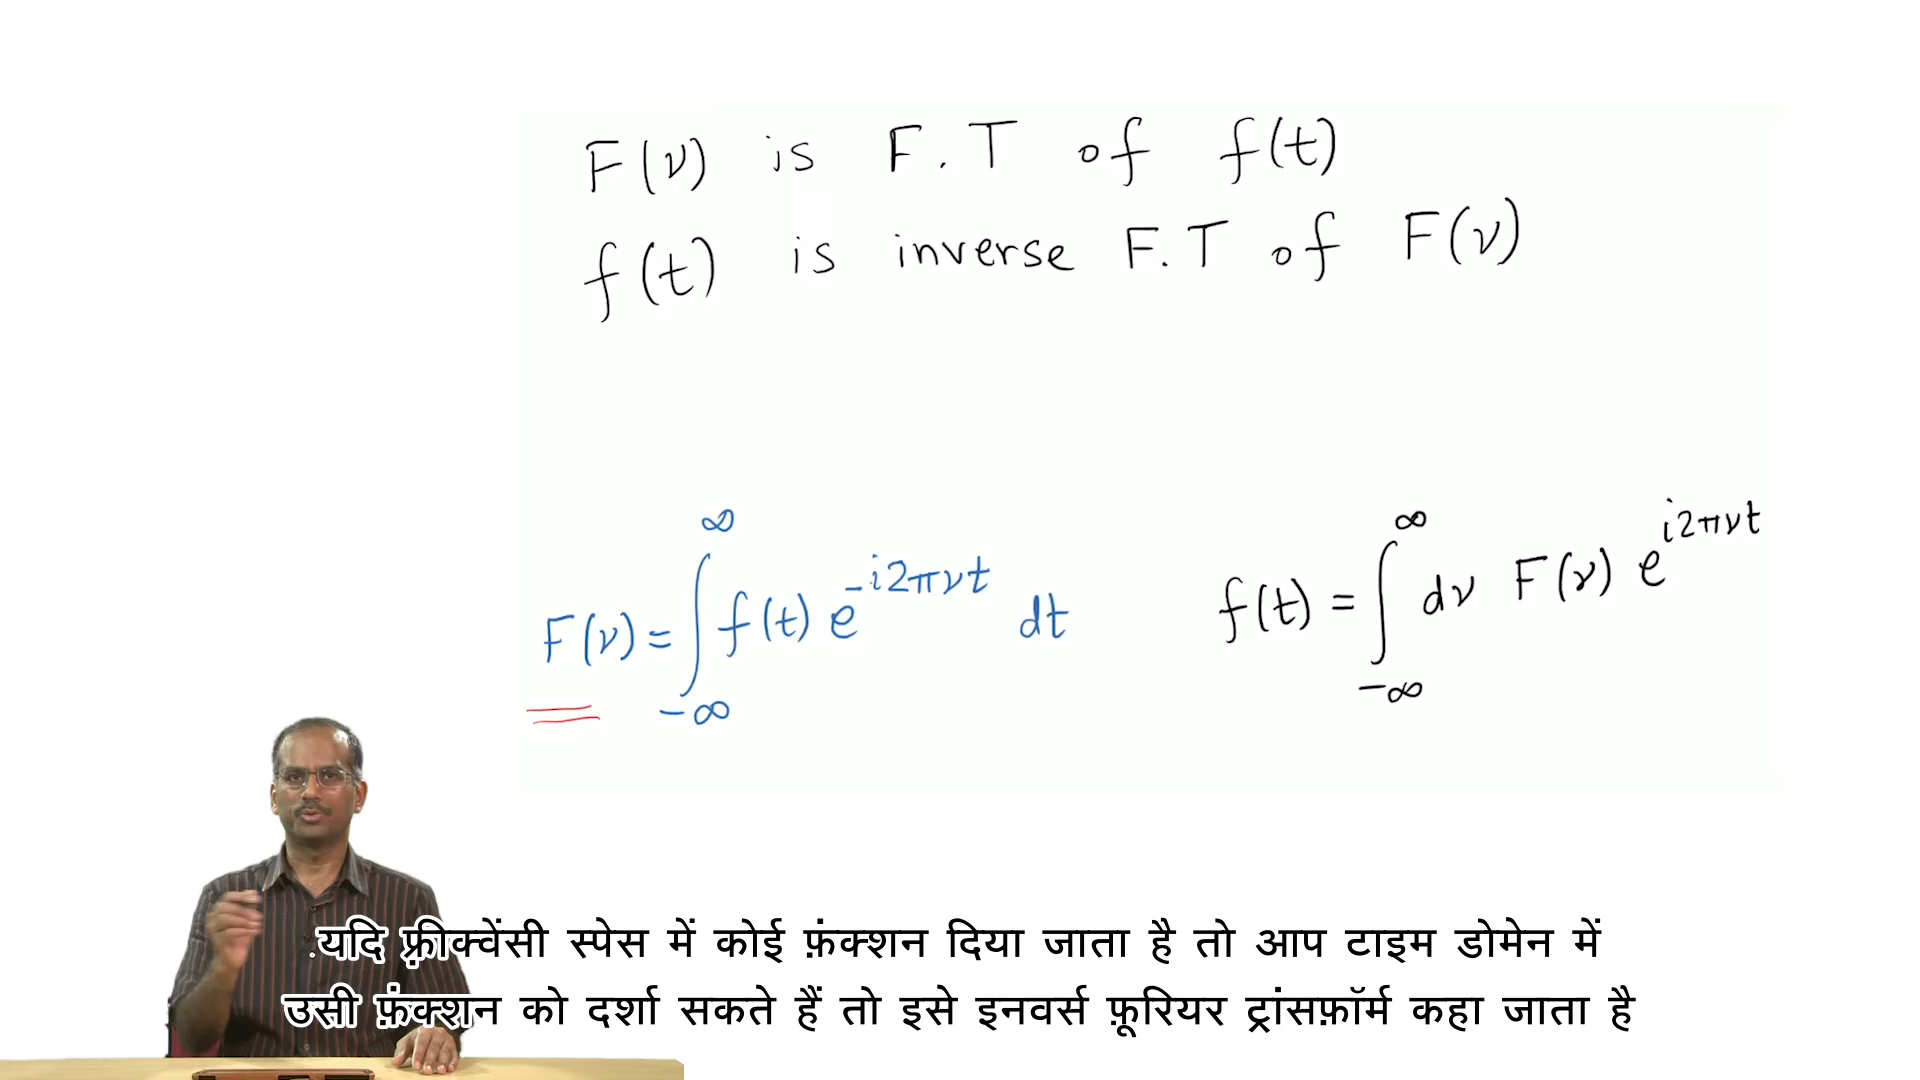 F(ν) is F.T of f(t)
f(t) is inverse F.T of F(ν)
F(ν) = ∫_{-∞}^{∞} f(t) e^{-i2πνt} dt
f(t) = ∫_{-∞}^{∞} dν F(ν) e^{i2πνt}
यदि फ़्रीक्वेंसी स्पेस में कोई फ़ंक्शन दिया जाता है तो आप टाइम डोमेन में
उसी फ़ंक्शन को दर्शा सकते हैं तो इसे इनवर्स फ़ूरियर ट्रांसफ़ॉर्म कहा जाता है